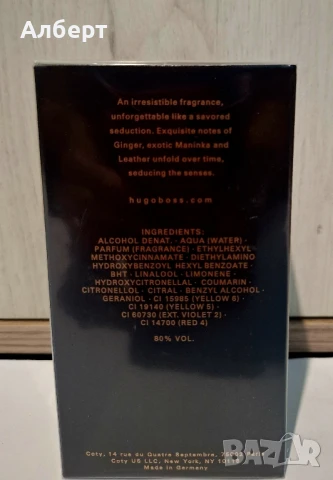 Алберт
An irresistible fragrance,
unforgettable like a savored
seduction. Exquisite notes of
Ginger, exotic Maninka and
Leather unfold over time,
seducing the senses.
hugoboss.com
INGREDIENTS:
ALCOHOL DENAT. · AQUA (WATER) ·
PARFUM (FRAGRANCE) · ETHYLHEXYL
METHOXYCINNAMATE · DIETHYLAMINO
HYDROXYBENZOYL HEXYL BENZOATE ·
BHT · LINALOOL · LIMONENE ·
HYDROXYCITRONELLAL · COUMARIN ·
CITRONELLOL · CITRAL · BENZYL ALCOHOL ·
GERANIOL · CI 15985 (YELLOW 6) ·
CI 19140 (YELLOW 5) ·
CI 60730 (EXT. VIOLET 2) ·
CI 14700 (RED 4)
80% VOL.
Coty, 14 rue du Quatre Septembre, 75002 Paris
Coty US LLC, New York, NY 10118
Made in Germany
BAZAR